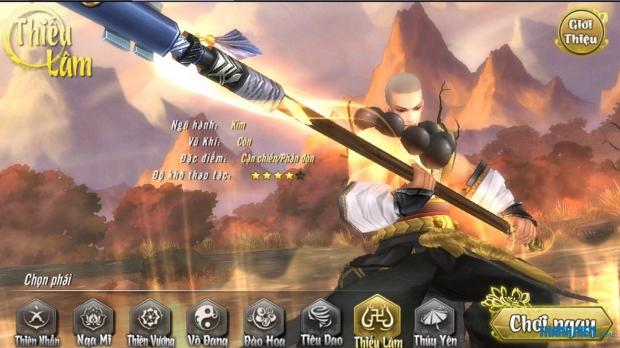 Thiếu
Lâm
Giới
Thiệu
Ngũ hành: Kim
Vũ Khí: Côn
Đặc điểm: Cận chiến/Phản đòn
Độ khó thao tác:
Chọn phái
Thiên Nhẫn
Nga Mi
Thiên Vương
Võ Đang
Đào Hoa
Tiêu Dao
Thiếu Lâm
Thúy Yên
Chơi ngay